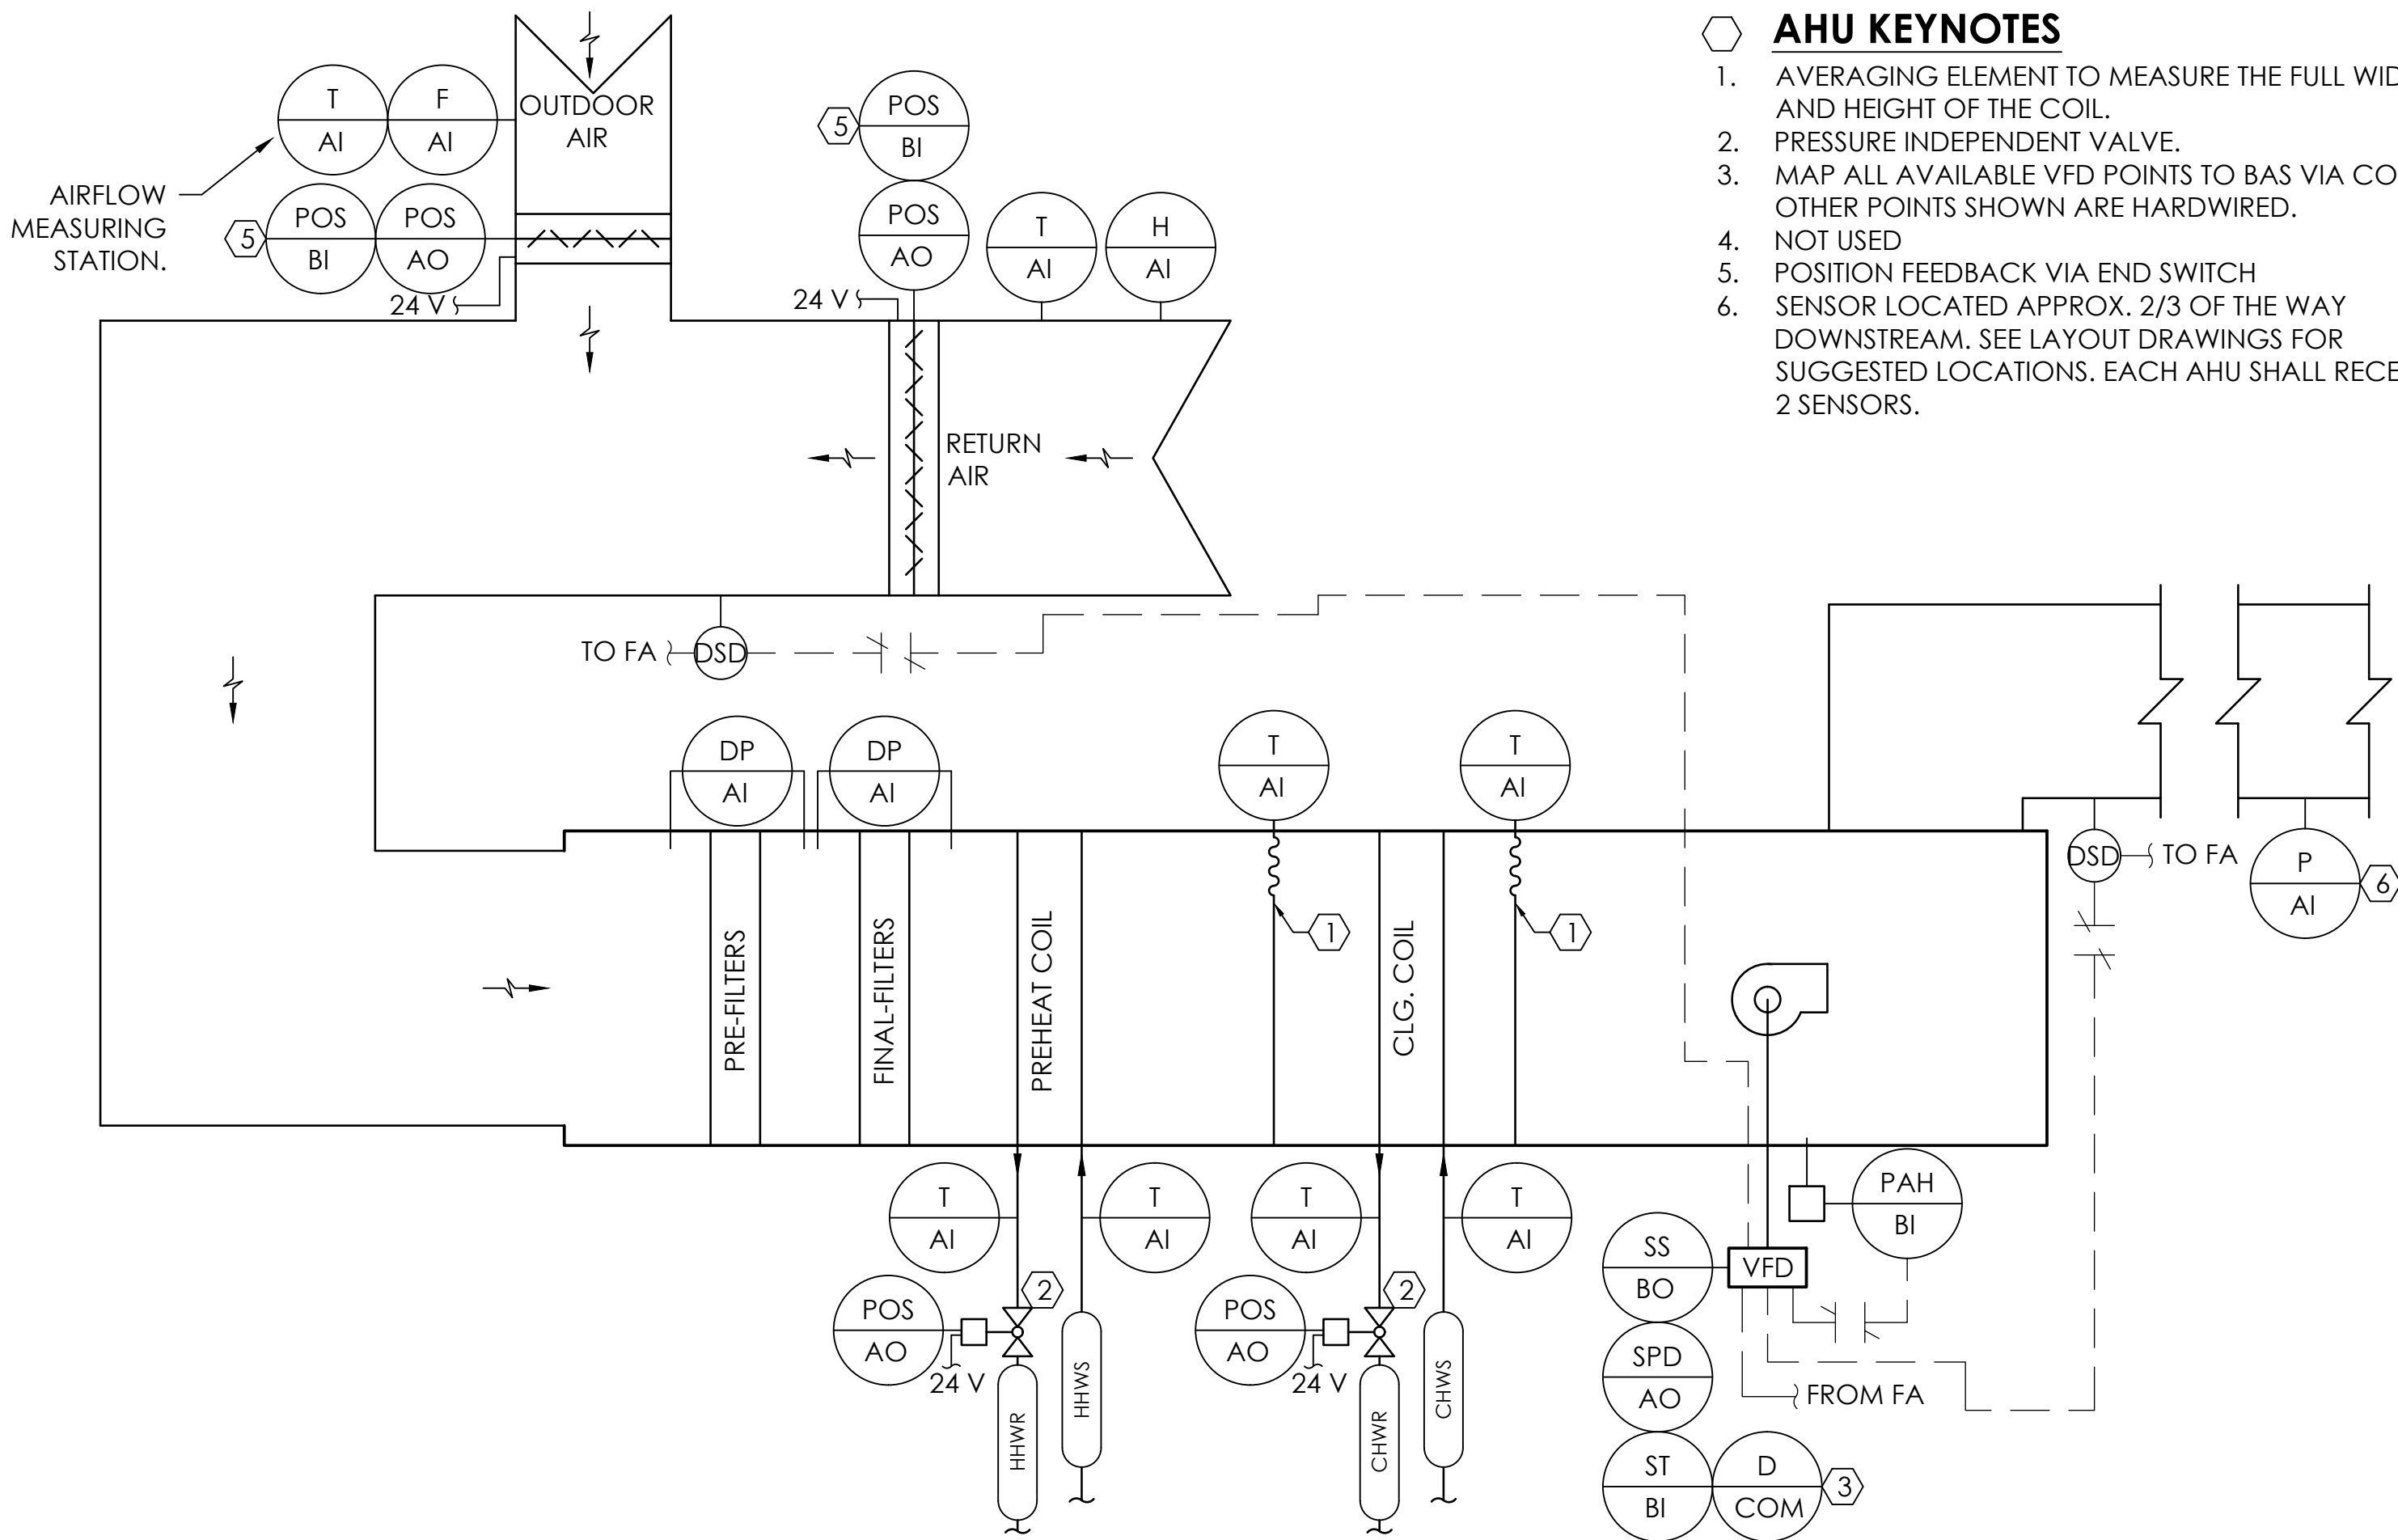 AHU KEYNOTES
1. AVERAGING ELEMENT TO MEASURE THE FULL
AND HEIGHT OF THE COIL.
2. PRESSURE INDEPENDENT VALVE.
3. MAP ALL AVAILABLE VFD POINTS TO BAS VIA
OTHER POINTS SHOWN ARE HARDWIRED.
4. NOT USED
5. POSITION FEEDBACK VIA END SWITCH
6. SENSOR LOCATED APPROX. 2/3 OF THE WAY
DOWNSTREAM. SEE LAYOUT DRAWINGS FOR
SUGGESTED LOCATIONS. EACH AHU SHALL
2 SENSORS.
T
AI
F
AI
OUTDOOR
AIR
AIRFLOW
MEASURING
STATION.
5
POS
BI
POS
AO
24 V
5
POS
BI
POS
AO
24 V
T
AI
H
AI
RETURN
AIR
TO FA
DSD
DP
AI
DP
AI
T
AI
T
AI
DSD
TO FA
P
AI
6
PRE-FILTERS
FINAL-FILTERS
PREHEAT COIL
1
CLG. COIL
1
T
AI
T
AI
T
AI
T
AI
PAH
BI
POS
AO
2
24 V
HHWR
HHWS
POS
AO
2
24 V
CHWR
CHWS
SS
BO
VFD
SPD
AO
FROM FA
ST
BI
D
COM
3